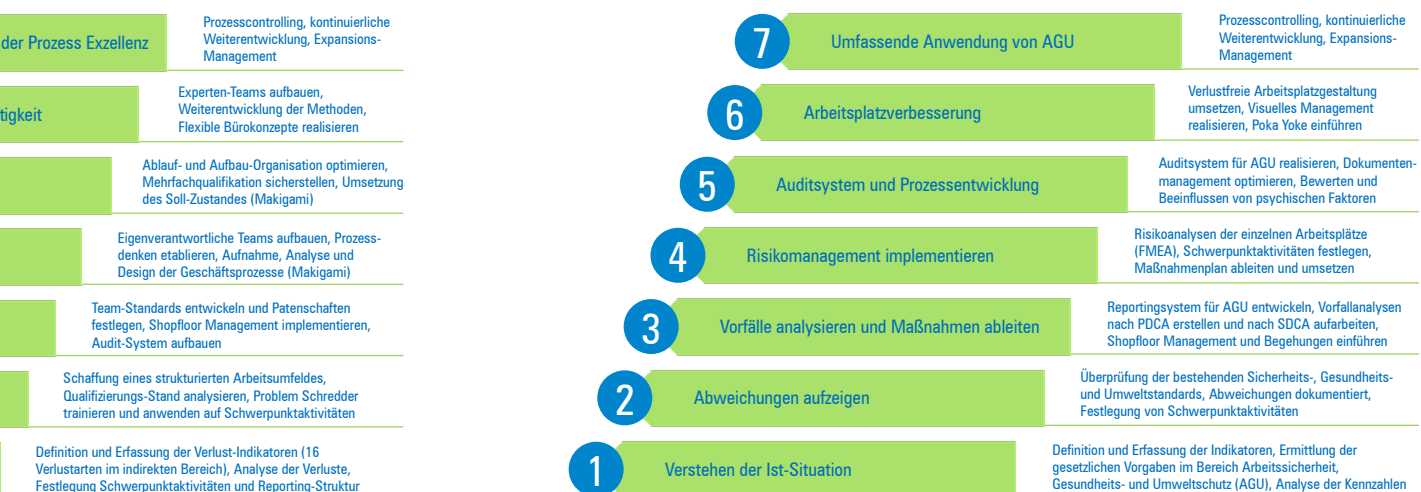 der Prozess Exzellenz
Prozesscontrolling, kontinuierliche
Weiterentwicklung, Expansions-
Management
tigkeit
Experten-Teams aufbauen,
Weiterentwicklung der Methoden,
Flexible Bürokonzepte realisieren
Ablauf- und Aufbau-Organisation optimieren,
Mehrfachqualifikation sicherstellen, Umsetzung
des Soll-Zustandes (Makigami)
Eigenverantwortliche Teams aufbauen, Prozess-
denken etablieren, Aufnahme, Analyse und
Design der Geschäftsprozesse (Makigami)
Team-Standards entwickeln und Patenschaften
festlegen, Shopfloor Management implementieren,
Audit-System aufbauen
Schaffung eines strukturierten Arbeitsumfeldes,
Qualifizierungs-Stand analysieren, Problem Schredder
trainieren und anwenden auf Schwerpunktaktivitäten
Definition und Erfassung der Verlust-Indikatoren (16
Verlustarten im indirekten Bereich), Analyse der Verluste,
Festlegung Schwerpunktaktivitäten und Reporting-Struktur
7 Umfassende Anwendung von AGU
Prozesscontrolling, kontinuierliche
Weiterentwicklung, Expansions-
Management
6 Arbeitsplatzverbesserung
Verlustfreie Arbeitsplatzgestaltung
umsetzen, Visuelles Management
realisieren, Poka Yoke einführen
5 Auditsystem und Prozessentwicklung
Auditsystem für AGU realisieren, Dokumenten-
management optimieren, Bewerten und
Beeinflussen von psychischen Faktoren
4 Risikomanagement implementieren
Risikoanalysen der einzelnen Arbeitsplätze
(FMEA), Schwerpunktaktivitäten festlegen,
Maßnahmenplan ableiten und umsetzen
3 Vorfälle analysieren und Maßnahmen ableiten
Reportingsystem für AGU entwickeln, Vorfallanalysen
nach PDCA erstellen und nach SDCA aufarbeiten,
Shopfloor Management und Begehungen einführen
2 Abweichungen aufzeigen
Überprüfung der bestehenden Sicherheits-, Gesundheits-
und Umweltstandards, Abweichungen dokumentiert,
Festlegung von Schwerpunktaktivitäten
1 Verstehen der Ist-Situation
Definition und Erfassung der Indikatoren, Ermittlung der
gesetzlichen Vorgaben im Bereich Arbeitssicherheit,
Gesundheits- und Umweltschutz (AGU), Analyse der Kennzahlen